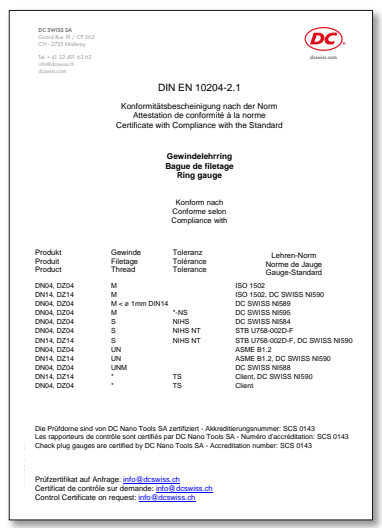 DC SWISS SA
Grand-Rue 19 / CP 363
CH - 2735 Malleray
Tel. + 41 32 491 63 63
info@dcswiss.ch
dcswiss.com
DC
dcswiss.com
DIN EN 10204-2.1
Konformitätsbescheinigung nach der Norm
Attestation de conformité à la norme
Certificate with Compliance with the Standard
Gewindelehrring
Bague de filetage
Ring gauge
Konform nach
Conforme selon
Compliance with
Produkt Gewinde Toleranz Lehren-Norm
Produit Filetage Tolérance Norme de Jauge
Product Thread Tolerance Gauge-Standard
DN04, DZ04 M ISO 1502
DN14, DZ14 M ISO 1502, DC SWISS NI590
DN04, DZ04 M < ø 1mm DIN14 DC SWISS NI589
DN04, DZ04 M *-NS DC SWISS NI595
DN04, DZ04 S NIHS DC SWISS NI584
DN04, DZ04 S NIHS NT STB U758-002D-F
DN14, DZ14 S NIHS NT STB U758-002D-F, DC SWISS NI590
DN04, DZ04 UN ASME B1.2
DN14, DZ14 UN ASME B1.2, DC SWISS NI590
DN04, DZ04 UNM DC SWISS NI588
DN14, DZ14 * TS Client, DC SWISS NI590
DN04, DZ04 * TS Client
Die Prüfdorne sind von DC Nano Tools SA zertifiziert - Akkreditierungsnummer: SCS 0143
Les rapporteurs de contrôle sont certifiés par DC Nano Tools SA - Numéro d'accréditation: SCS 0143
Check plug gauges are certified by DC Nano Tools SA - Accreditation number: SCS 0143
Prüfzertifikat auf Anfrage: info@dcswiss.ch
Certificat de contrôle sur demande: info@dcswiss.ch
Control Certificate on request: info@dcswiss.ch